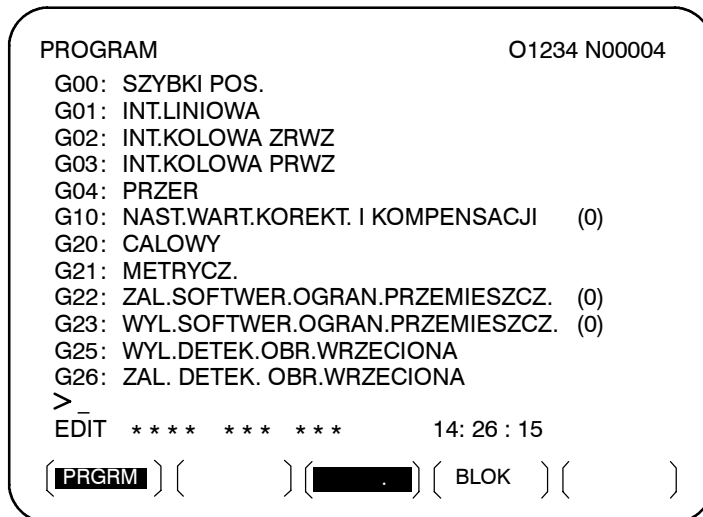 PROGRAM O1234 N00004
G00: SZYBKI POS.
G01: INT.LINIOWA
G02: INT.KOLOWA ZRWZ
G03: INT.KOLOWA PRWZ
G04: PRZER
G10: NAST.WART.KOREKT. I KOMPENSACJI (0)
G20: CALOWY
G21: METRYCZ.
G22: ZAL.SOFTWER.OGRAN.PRZEMIESZCZ. (0)
G23: WYL.SOFTWER.OGRAN.PRZEMIESZCZ. (0)
G25: WYL.DETEK.OBR.WRZECIONA
G26: ZAL. DETEK. OBR.WRZECIONA
>_
EDIT **** *** *** 14: 26 : 15
( PRGRM ) ( ) ( . ) ( BLOK ) ( )